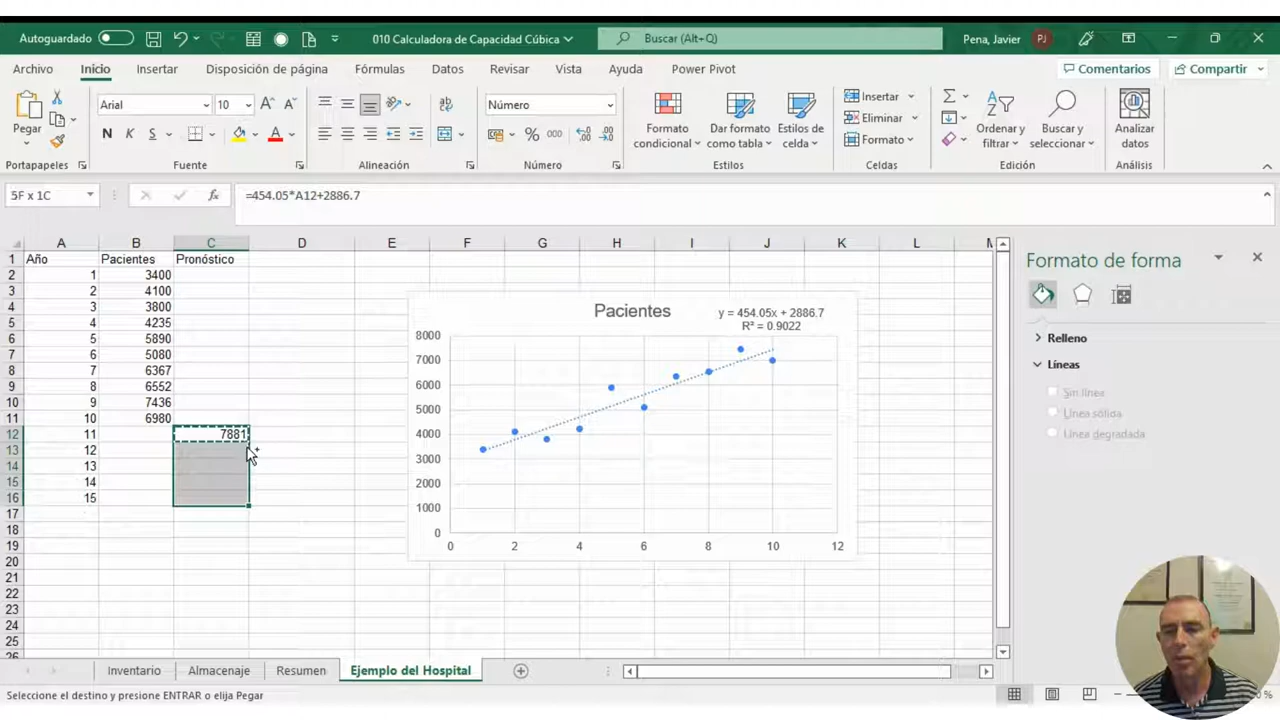 Autoguardado
010 Calculadora de Capacidad Cúbica
Buscar (Alt+Q)
Pena, Javier
PJ
Archivo Inicio Insertar Disposición de página Fórmulas Datos Revisar Vista Ayuda Power Pivot
Comentarios
Compartir
Pegar
Arial
10
N K S
Número
Formato condicional
Dar formato como tabla
Estilos de celda
Insertar
Eliminar
Formato
Ordenar y filtrar
Buscar y seleccionar
Analizar datos
Portapapeles Fuente Alineación Número Estilos Celdas Edición Análisis
5F x 1C
fx
=454.05*A12+2886.7
A B C D E F G H I J K L M
1 Año Pacientes Pronóstico
2 1 3400
3 2 4100
4 3 3800
5 4 4235
6 5 5890
7 6 5080
8 7 6367
9 8 6552
10 9 7436
11 10 6980
12 11 7881
13 12
14 13
15 14
16 15
17
18
19
20
21
22
23
24
25
Pacientes
y = 454.05x + 2886.7
R² = 0.9022
8000
7000
6000
5000
4000
3000
2000
1000
0
0 2 4 6 8 10 12
Formato de forma
Relleno
Líneas
Sin línea
Línea sólida
Línea degradada
Inventario Almacenaje Resumen Ejemplo del Hospital
Seleccione el destino y presione ENTRAR o elija Pegar